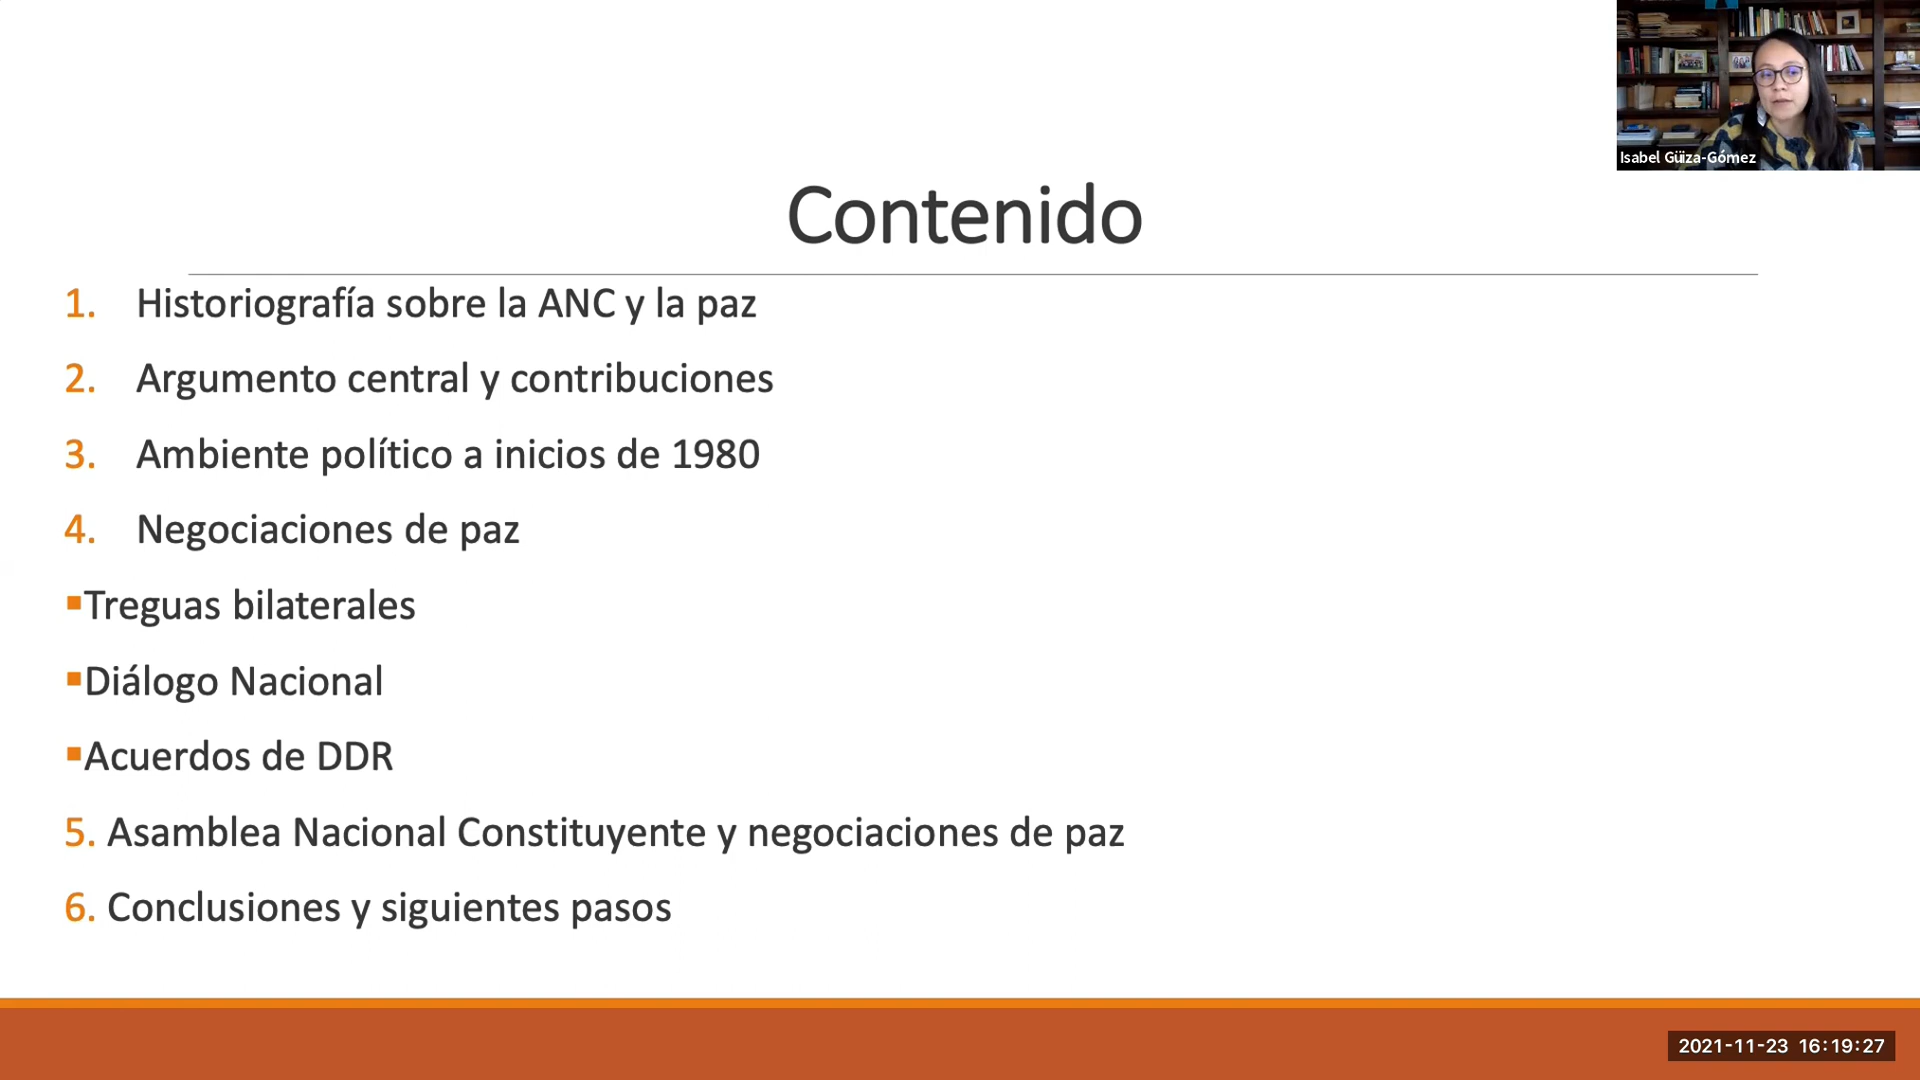 Isabel Güiza-Gómez
Contenido
1. Historiografía sobre la ANC y la paz
2. Argumento central y contribuciones
3. Ambiente político a inicios de 1980
4. Negociaciones de paz
▪Treguas bilaterales
▪Diálogo Nacional
▪Acuerdos de DDR
5. Asamblea Nacional Constituyente y negociaciones de paz
6. Conclusiones y siguientes pasos
2021-11-23 16:19:27